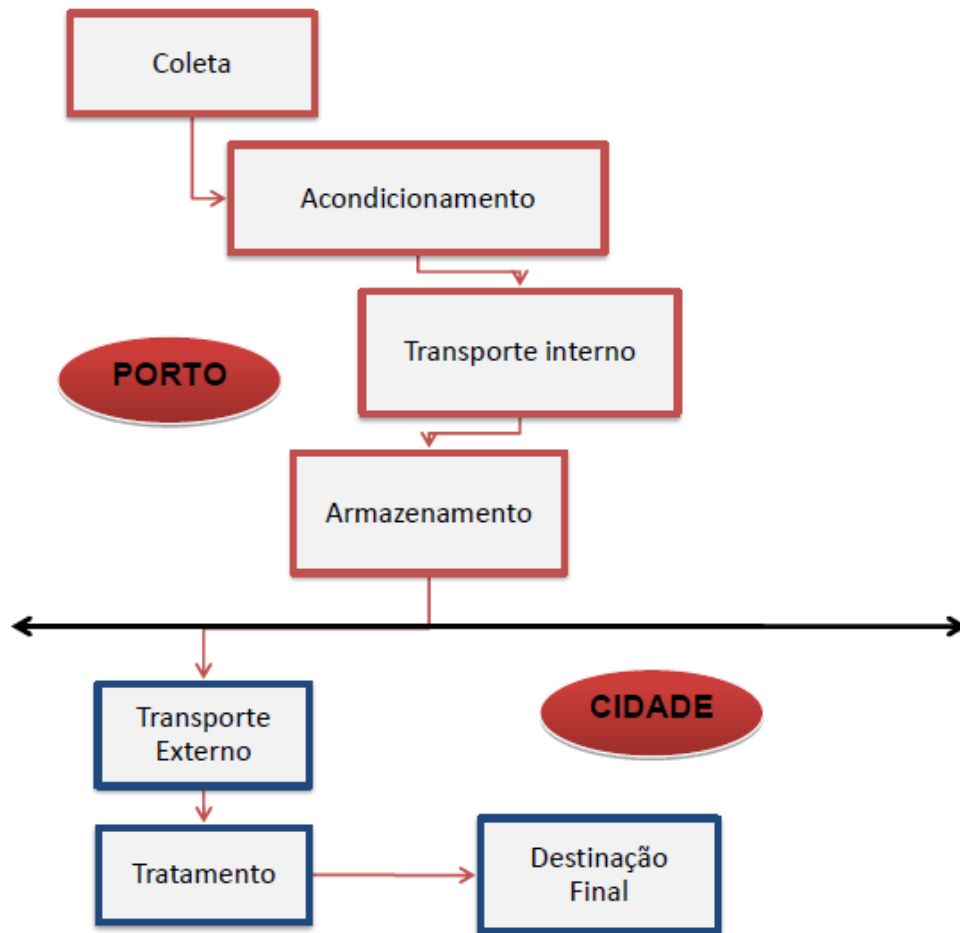 Coleta
Acondicionamento
Transporte interno
PORTO
Armazenamento
Transporte
Externo
CIDADE
Tratamento
Destinação
Final